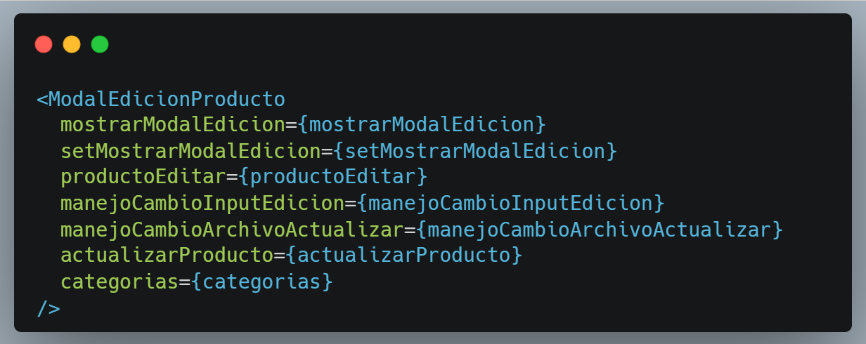 <ModalEdicionProducto
mostrarModalEdicion={mostrarModalEdicion}
setMostrarModalEdicion={setMostrarModalEdicion}
productoEditar={productoEditar}
manejoCambioInputEdicion={manejoCambioInputEdicion}
manejoCambioArchivoActualizar={manejoCambioArchivoActualizar}
actualizarProducto={actualizarProducto}
categorias={categorias}
/>